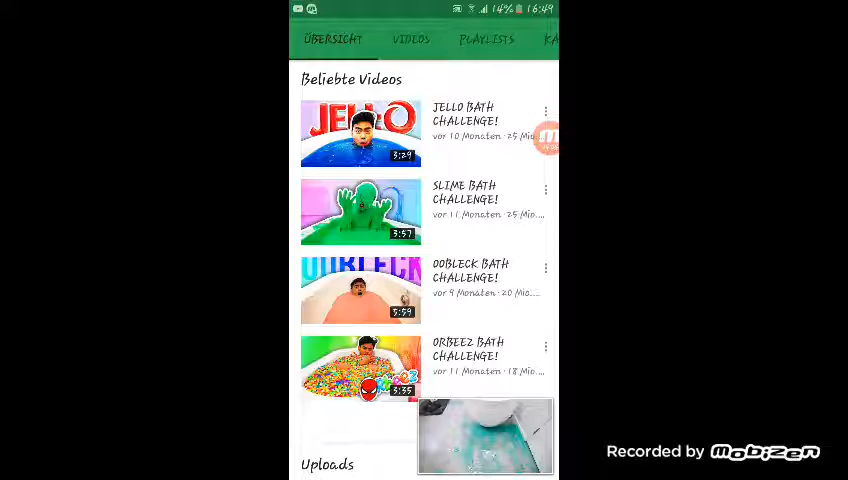 14% 16:49
ÜBERSICHT VIDEOS PLAYLISTS KA
Beliebte Videos
JELLO
3:29
JELLO BATH
CHALLENGE!
vor 10 Monaten · 25 Mio....
3:57
SLIME BATH
CHALLENGE!
vor 11 Monaten · 25 Mio....
OOBLECK
5:59
OOBLECK BATH
CHALLENGE!
vor 9 Monaten · 20 Mio....
3:35
ORBEEZ BATH
CHALLENGE!
vor 11 Monaten · 18 Mio....
Uploads
Recorded by mobizen